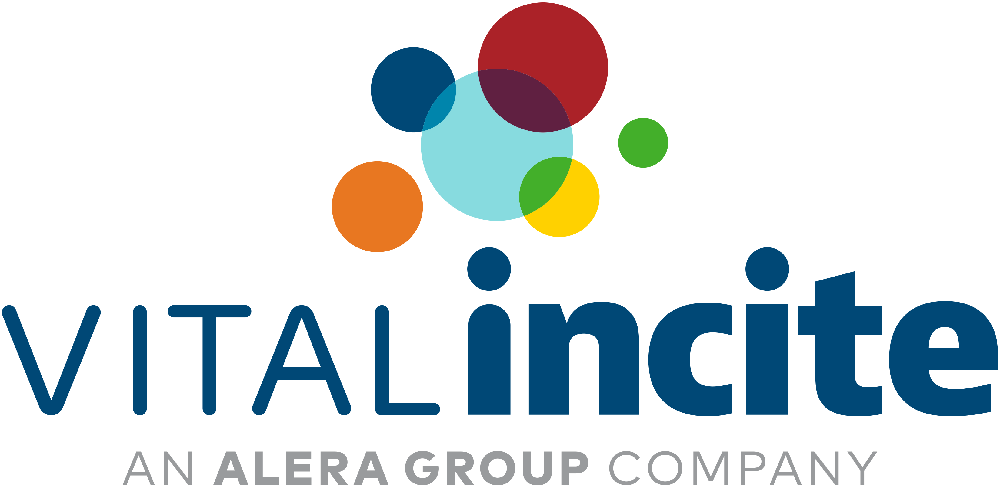 VITALincite
AN ALERA GROUP COMPANY